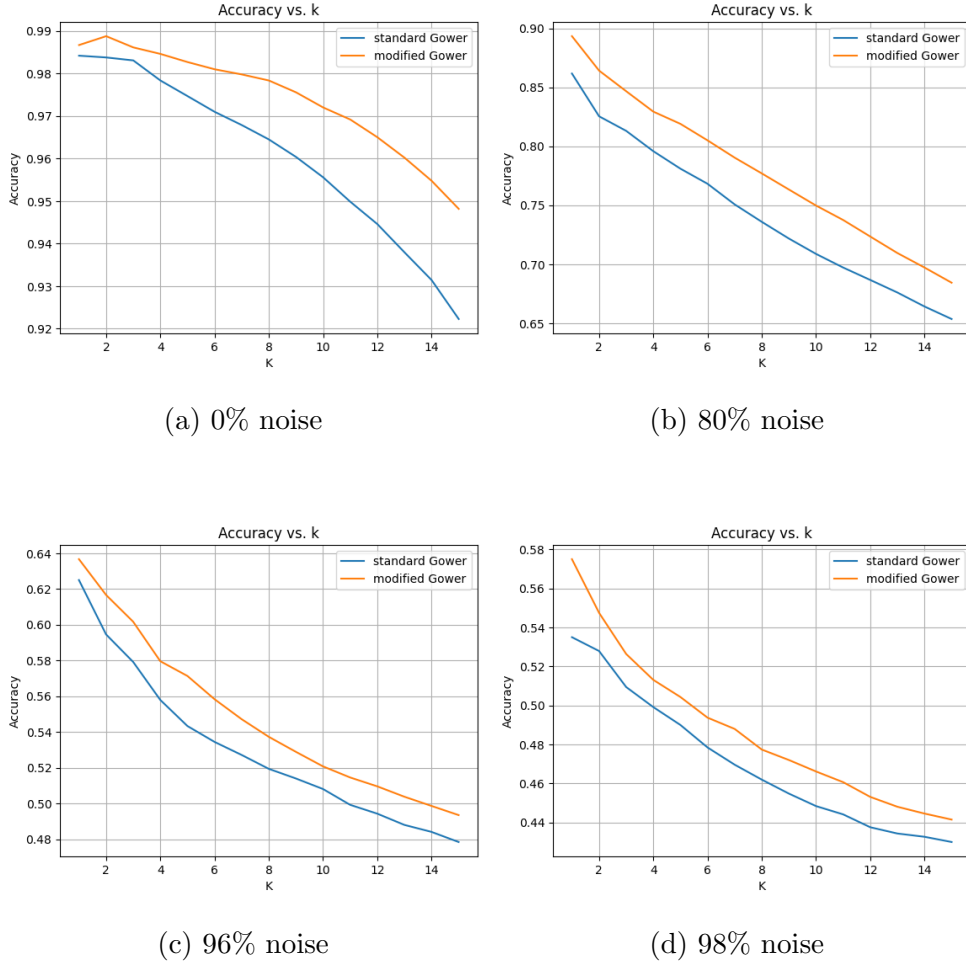 Accuracy vs. k
standard Gower
modified Gower
0.99
0.98
0.97
0.96
0.95
0.94
0.93
0.92
Accuracy
2 4 6 8 10 12 14
K
(a) 0% noise
Accuracy vs. k
standard Gower
modified Gower
0.90
0.85
0.80
0.75
0.70
0.65
Accuracy
2 4 6 8 10 12 14
K
(b) 80% noise
Accuracy vs. k
standard Gower
modified Gower
0.64
0.62
0.60
0.58
0.56
0.54
0.52
0.50
0.48
Accuracy
2 4 6 8 10 12 14
K
(c) 96% noise
Accuracy vs. k
standard Gower
modified Gower
0.58
0.56
0.54
0.52
0.50
0.48
0.46
0.44
Accuracy
2 4 6 8 10 12 14
K
(d) 98% noise